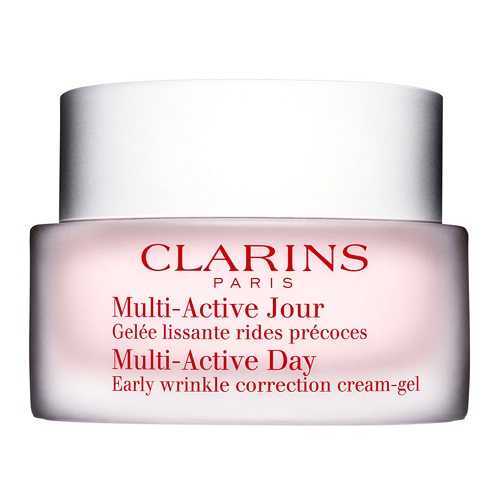 CLARINS
PARIS
Multi-Active Jour
Gelée lissante rides précoces
Multi-Active Day
Early wrinkle correction cream-gel